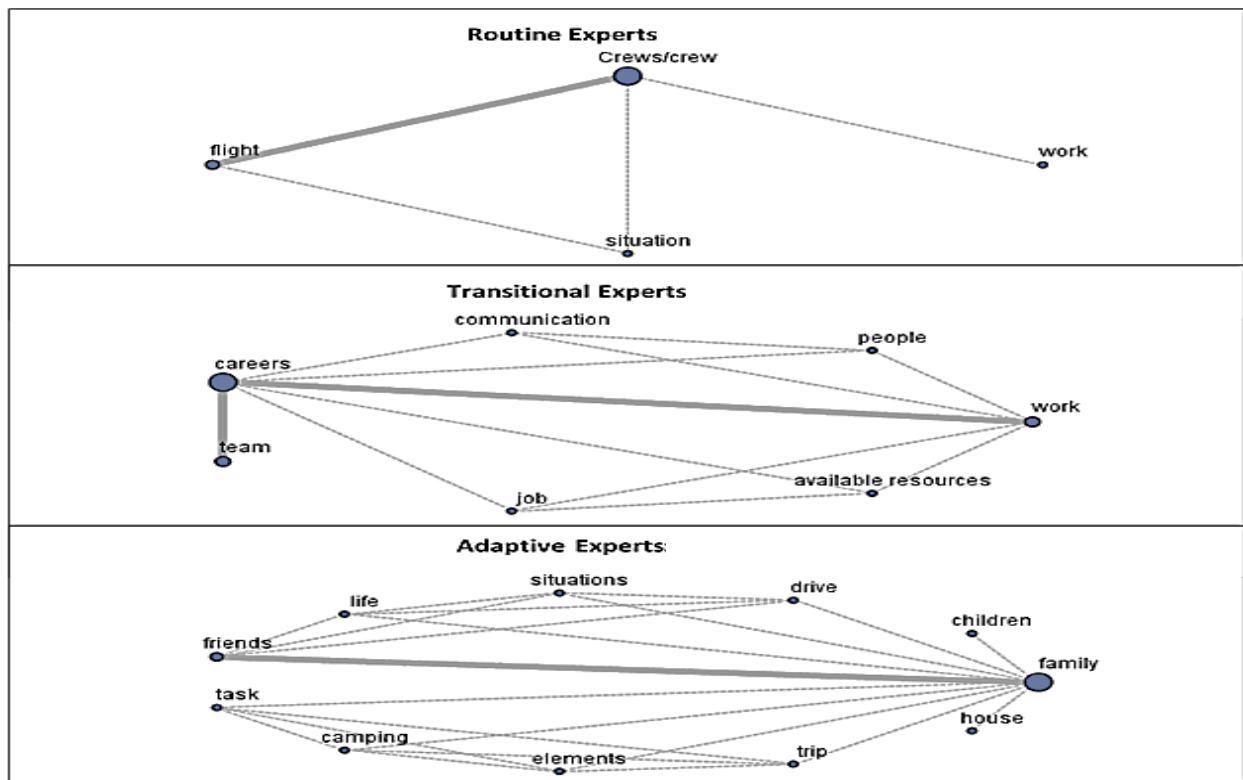 Routine Experts
Crews/crew
flight
work
situation
Transitional Experts
communication
people
careers
work
team
available resources
job
Adaptive Experts:
situations
drive
life
children
friends
family
task
house
camping
trip
elements